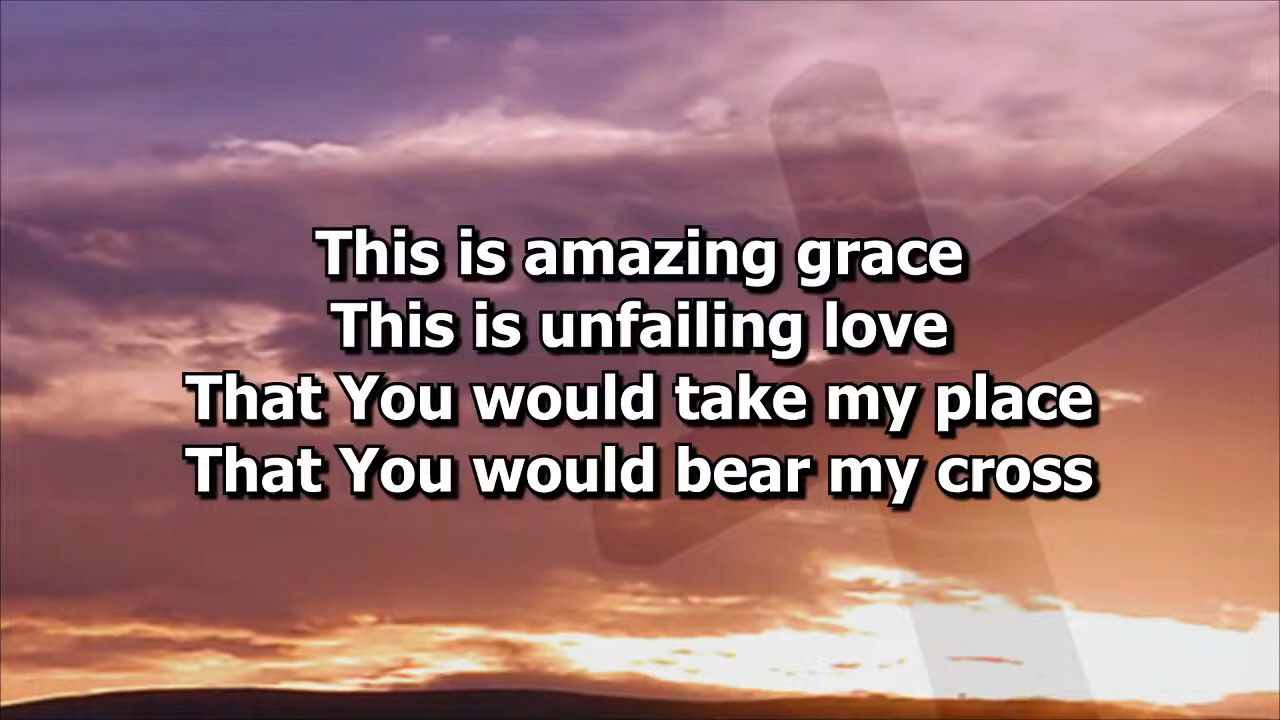 This is amazing grace
This is unfailing love
That You would take my place
That You would bear my cross